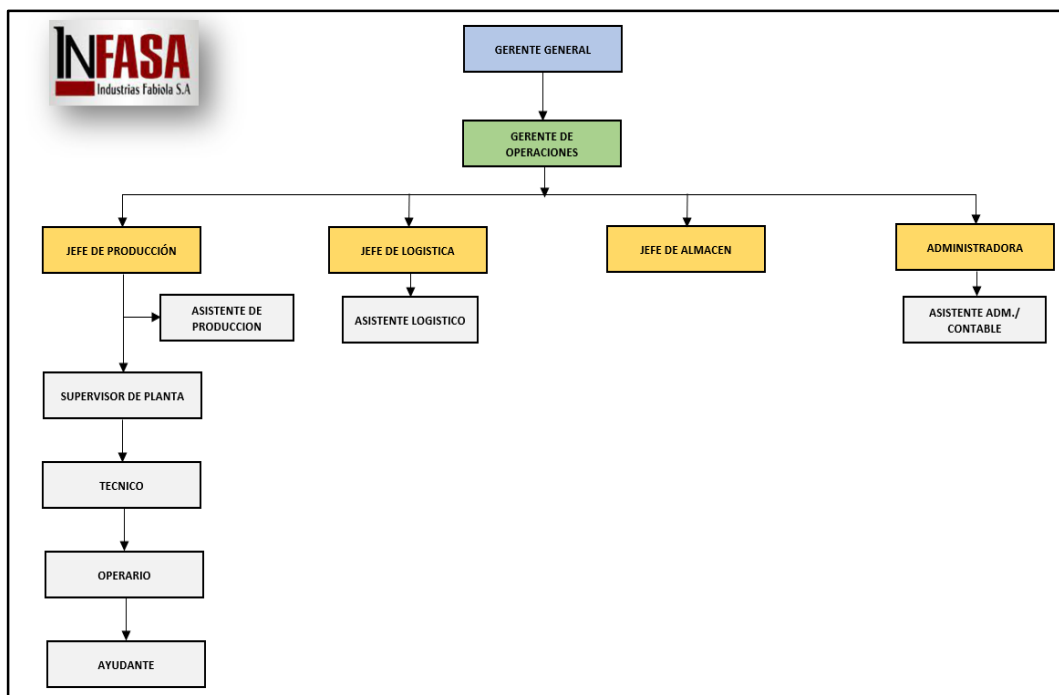 INFASA
Industrias Fabiola S.A
GERENTE GENERAL
GERENTE DE
OPERACIONES
JEFE DE PRODUCCIÓN
JEFE DE LOGISTICA
JEFE DE ALMACEN
ADMINISTRADORA
ASISTENTE DE
PRODUCCION
ASISTENTE LOGISTICO
ASISTENTE ADM./
CONTABLE
SUPERVISOR DE PLANTA
TECNICO
OPERARIO
AYUDANTE